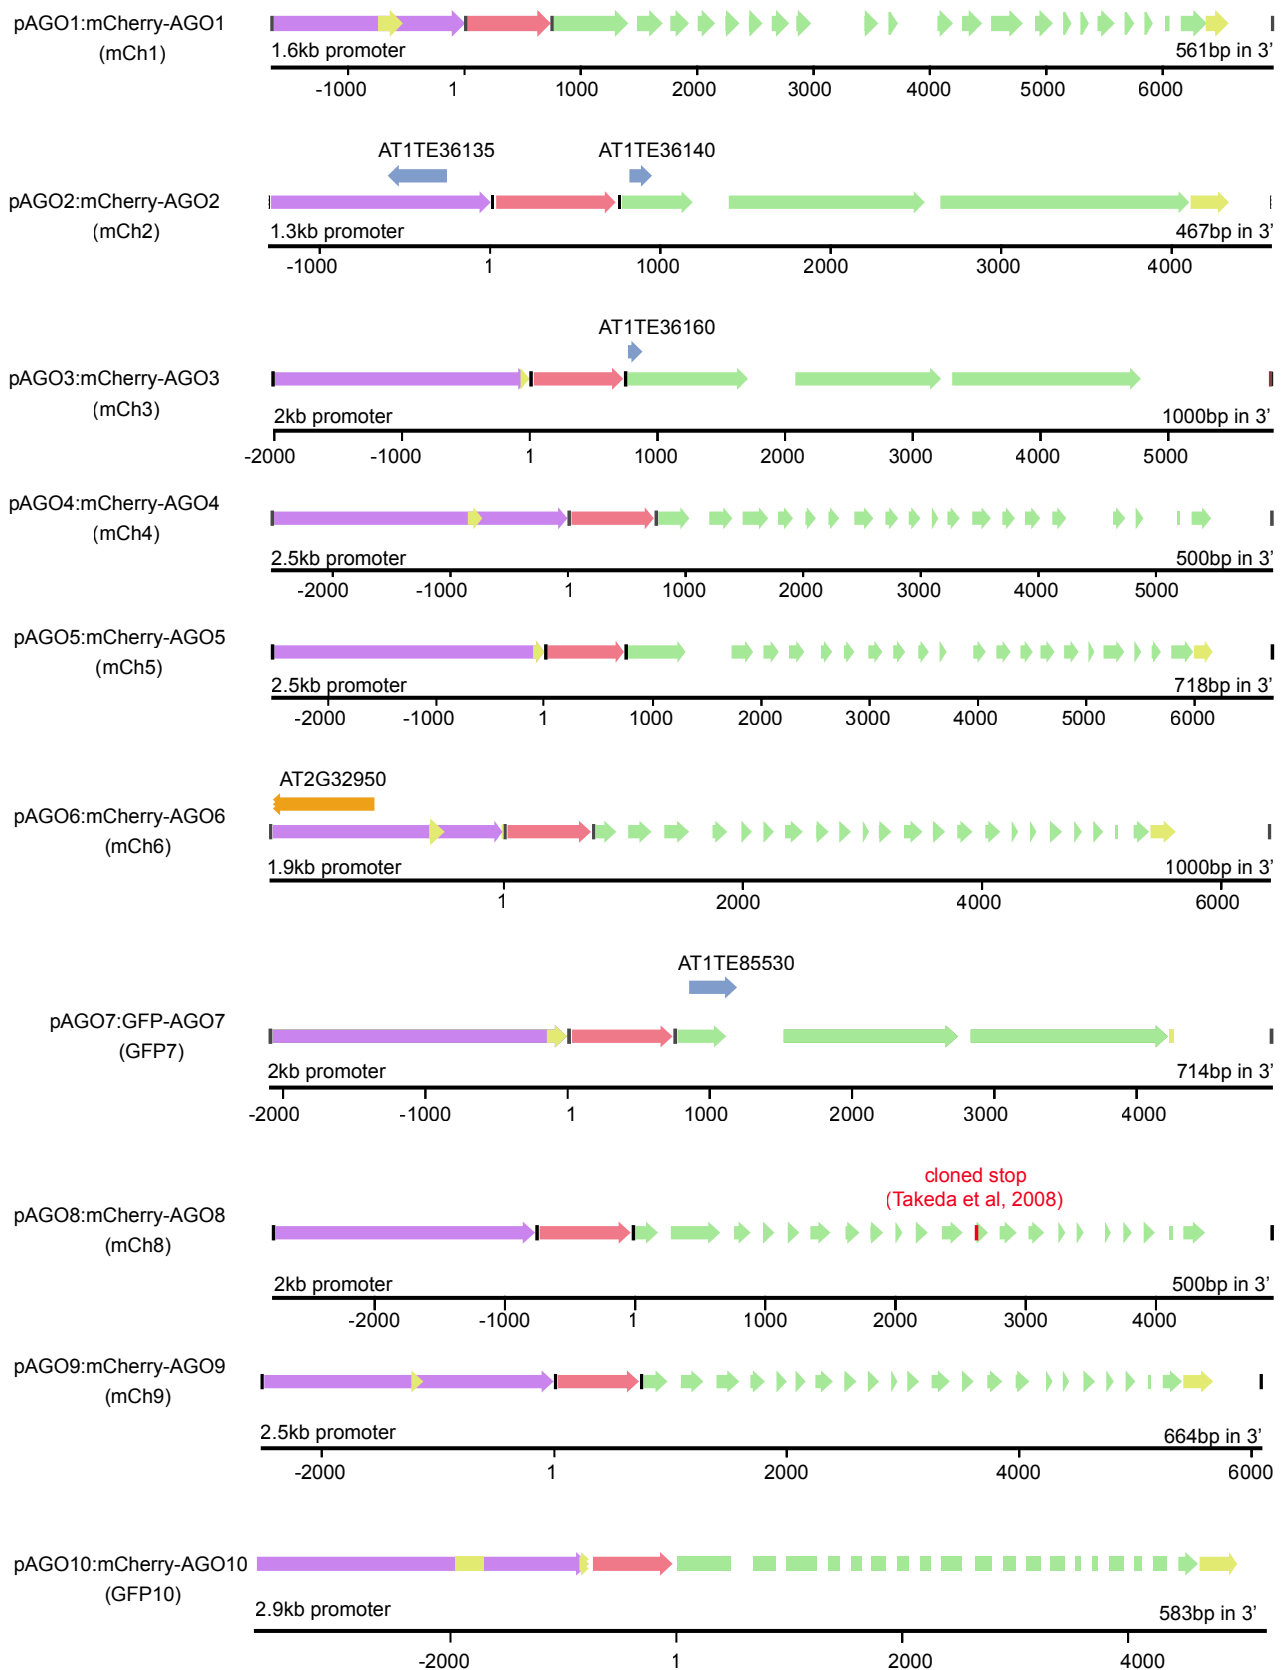 pAGO1:mCherry-AGO1
(mCh1)
1.6kb promoter
561bp in 3'
-1000 1 1000 2000 3000 4000 5000 6000
AT1TE36135 AT1TE36140
pAGO2:mCherry-AGO2
(mCh2)
1.3kb promoter
467bp in 3'
-1000 1 1000 2000 3000 4000
AT1TE36160
pAGO3:mCherry-AGO3
(mCh3)
2kb promoter
1000bp in 3'
-2000 -1000 1 1000 2000 3000 4000 5000
pAGO4:mCherry-AGO4
(mCh4)
2.5kb promoter
500bp in 3'
-2000 -1000 1 1000 2000 3000 4000 5000
pAGO5:mCherry-AGO5
(mCh5)
2.5kb promoter
718bp in 3'
-2000 -1000 1 1000 2000 3000 4000 5000 6000
AT2G32950
pAGO6:mCherry-AGO6
(mCh6)
1.9kb promoter
1000bp in 3'
1 2000 4000 6000
AT1TE85530
pAGO7:GFP-AGO7
(GFP7)
2kb promoter
714bp in 3'
-2000 -1000 1 1000 2000 3000 4000
cloned stop
(Takeda et al, 2008)
pAGO8:mCherry-AGO8
(mCh8)
2kb promoter
500bp in 3'
-2000 -1000 1 1000 2000 3000 4000
pAGO9:mCherry-AGO9
(mCh9)
2.5kb promoter
664bp in 3'
-2000 1 2000 4000 6000
pAGO10:mCherry-AGO10
(GFP10)
2.9kb promoter
583bp in 3'
-2000 1 2000 4000